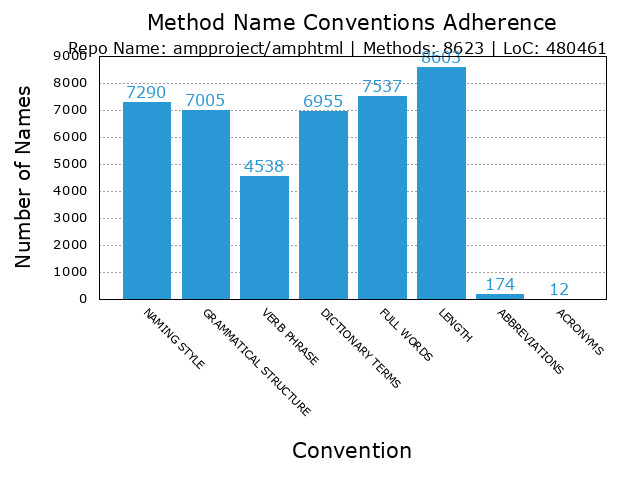 Method Name Conventions Adherence
Repo Name: ampproject/amphtml | Methods: 8623 | LoC: 480461
Number of Names
9000
8000
7000
6000
5000
4000
3000
2000
1000
0
7290
7005
4538
6955
7537
8603
174
12
NAMING STYLE
GRAMMATICAL STRUCTURE
VERB PHRASE
DICTIONARY TERMS
FULL WORDS
LENGTH
ABBREVIATIONS
ACRONYMS
Convention